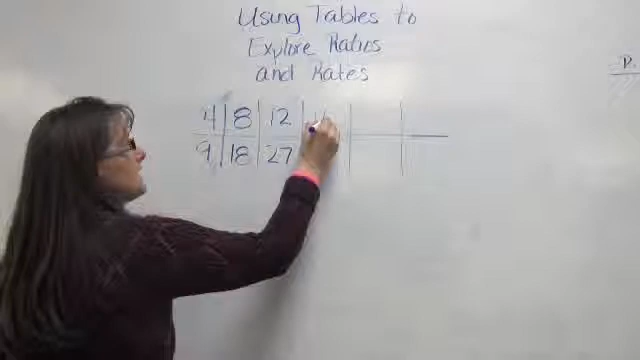 Using Tables to
Explore Ratios
and Rates
4 8 12
9 18 27